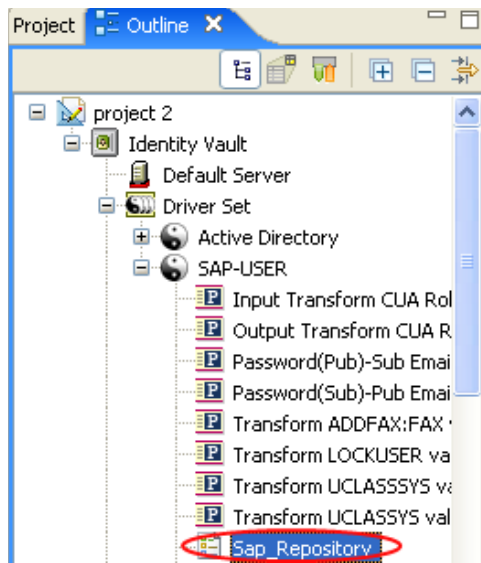 Project Outline
project 2
Identity Vault
Default Server
Driver Set
Active Directory
SAP-USER
Input Transform CUA Rol
Output Transform CUA R
Password(Pub)-Sub Emai
Password(Sub)-Pub Emai
Transform ADDFAX:FAX
Transform LOCKUSER va
Transform UCLASSSYS va
Transform UCLASSYS val
Sap_Repository